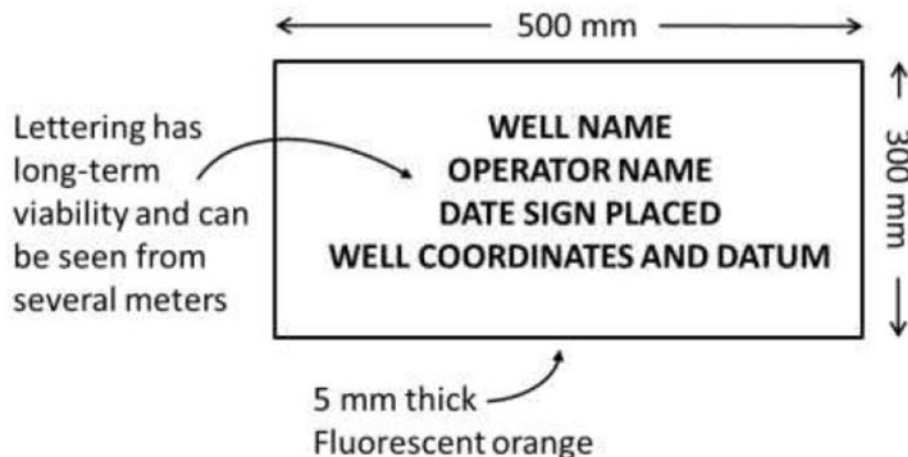 500 mm
Lettering has
long-term
viability and can
be seen from
several meters
WELL NAME
OPERATOR NAME
DATE SIGN PLACED
WELL COORDINATES AND DATUM
300 mm
5 mm thick
Fluorescent orange